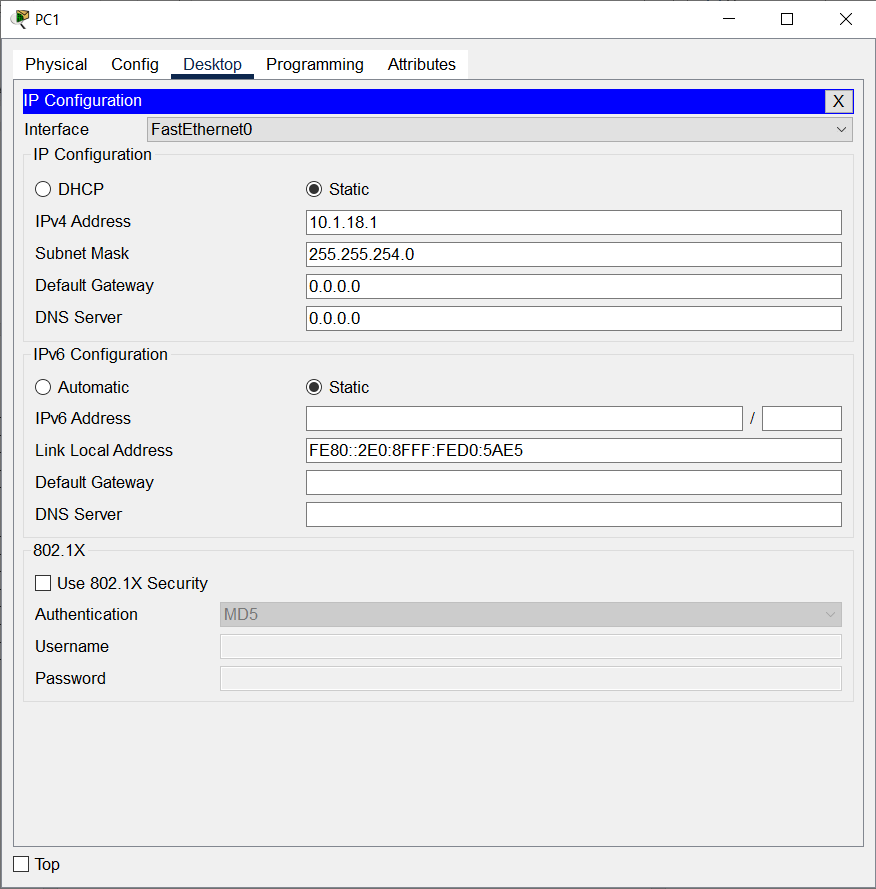 PC1
Physical Config Desktop Programming Attributes
IP Configuration X
Interface FastEthernet0
IP Configuration
DHCP Static
IPv4 Address 10.1.18.1
Subnet Mask 255.255.254.0
Default Gateway 0.0.0.0
DNS Server 0.0.0.0
IPv6 Configuration
Automatic Static
IPv6 Address /
Link Local Address FE80::2E0:8FFF:FED0:5AE5
Default Gateway
DNS Server
802.1X
Use 802.1X Security
Authentication MD5
Username
Password
Top